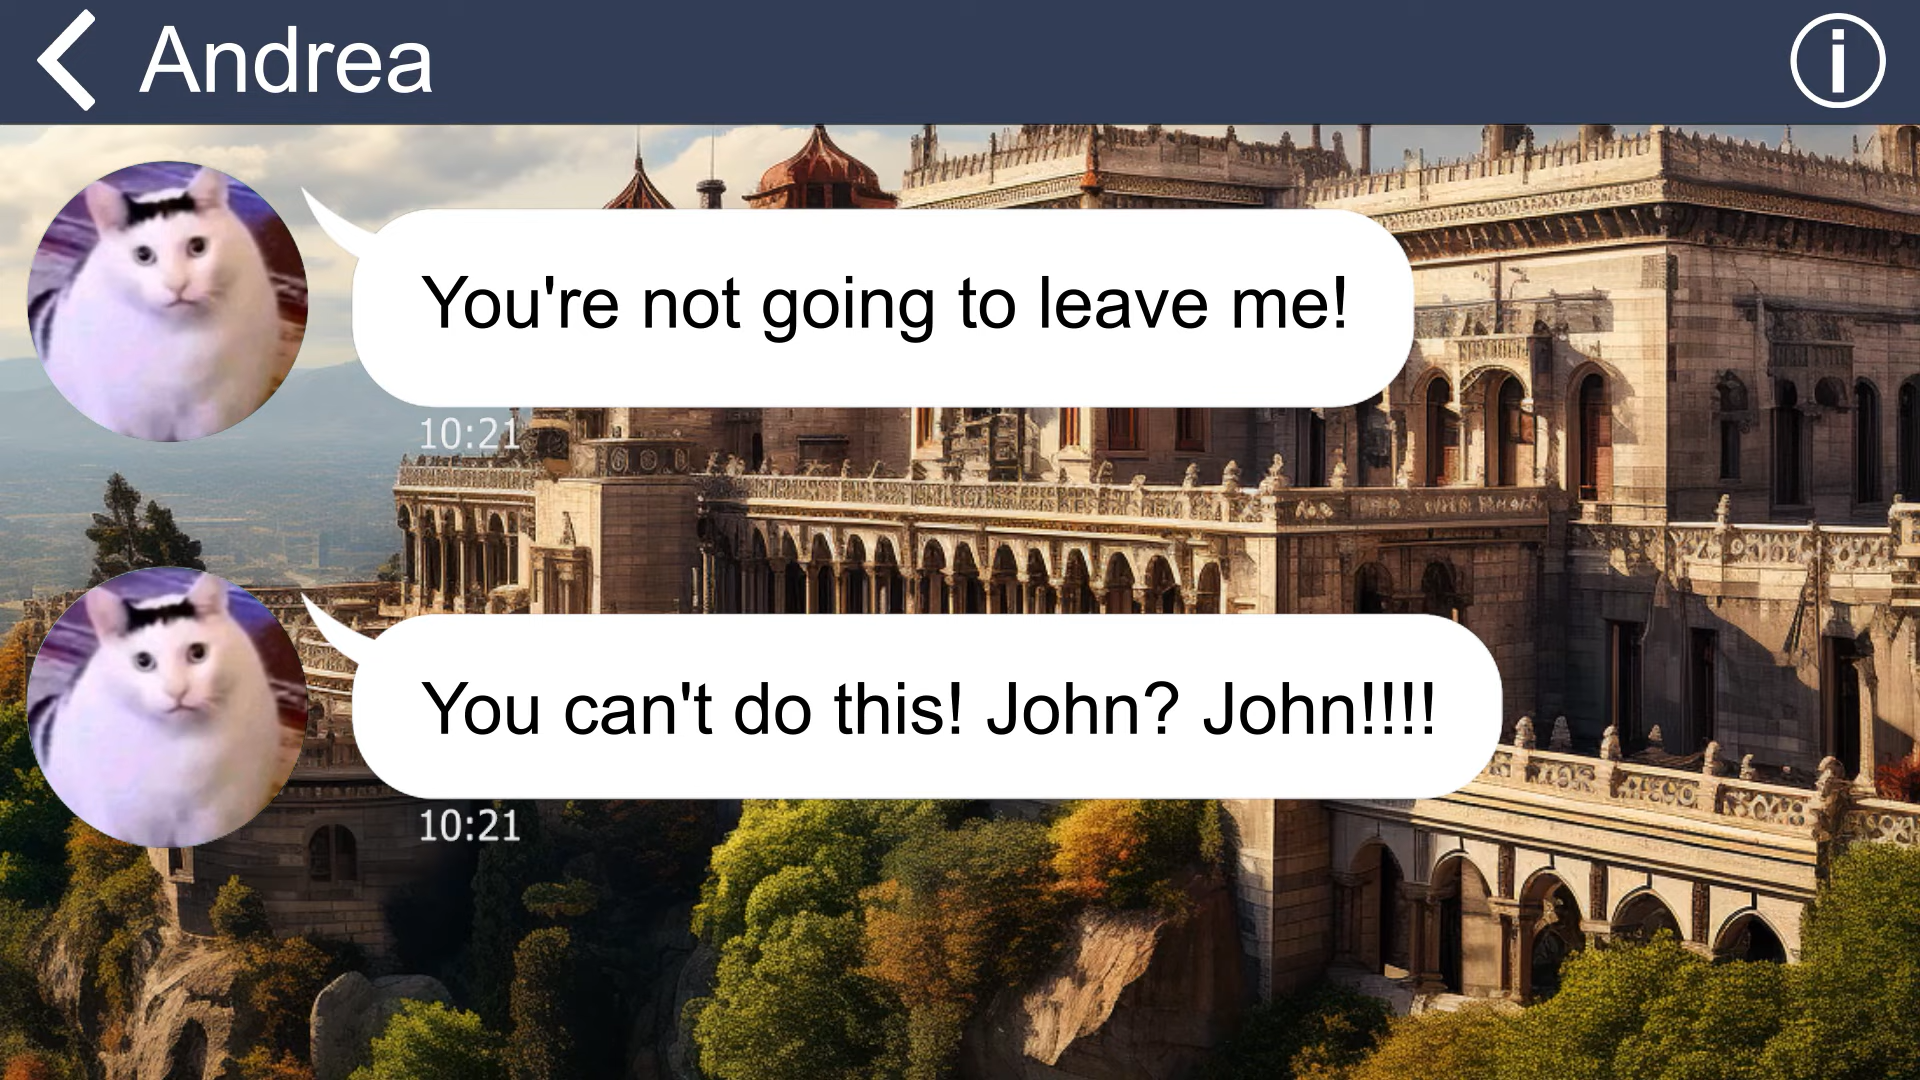 Andrea
You're not going to leave me!
10:21
You can't do this! John? John!!!!
10:21